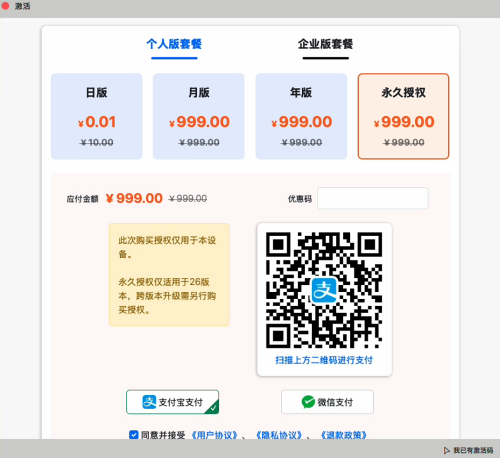 激活
个人版套餐 企业版套餐
日版 月版 年版 永久授权
¥0.01 ¥999.00 ¥999.00 ¥999.00
¥10.00 ¥999.00 ¥999.00 ¥999.00
应付金额 ¥999.00 ¥999.00 优惠码
此次购买授权仅用于本设
备。
永久授权仅适用于26版
本，跨版本升级需另行购
买授权。
支
扫描上方二维码进行支付
支 支付宝支付 微信支付
同意并接受 《用户协议》、 《隐私协议》、 《退款政策》
我已有激活码